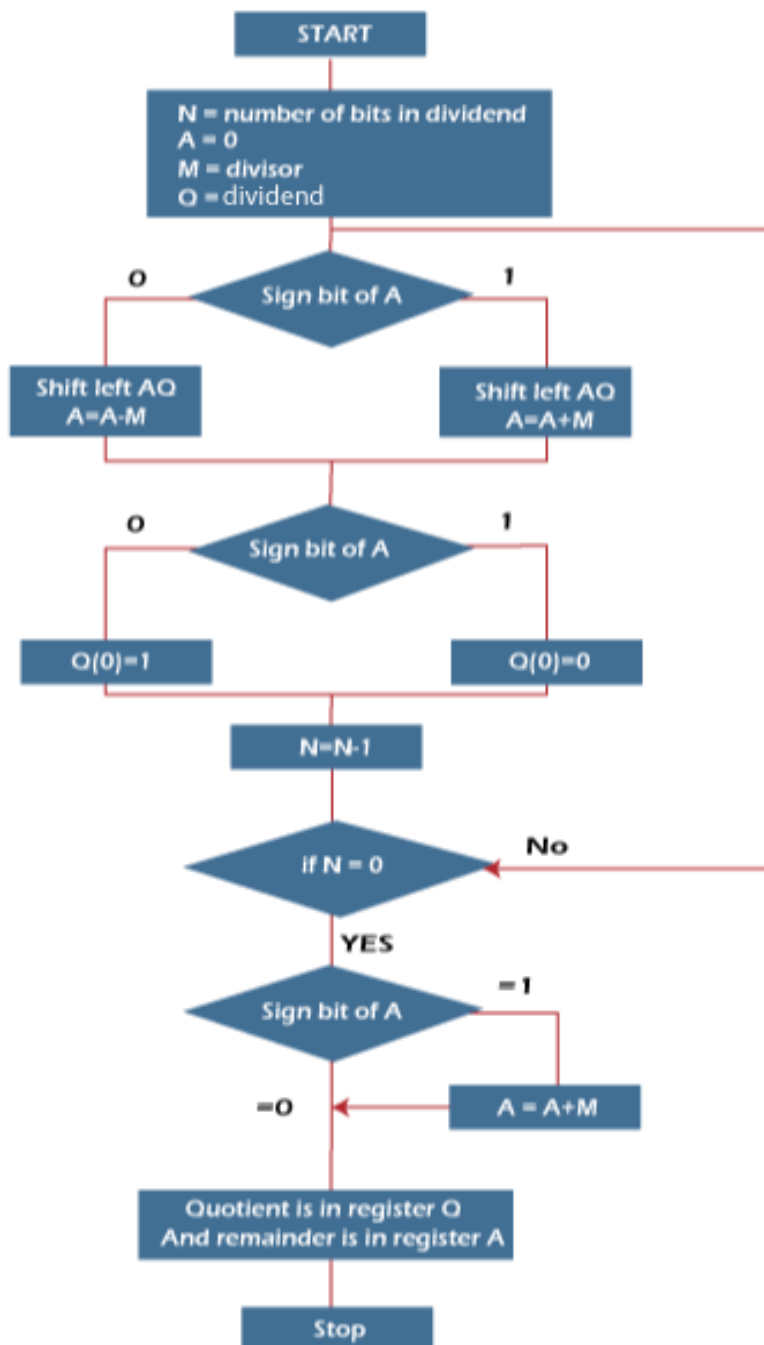 START
N = number of bits in dividend
A = 0
M = divisor
Q = dividend
0
Sign bit of A
1
Shift left AQ
A=A-M
Shift left AQ
A=A+M
0
Sign bit of A
1
Q(0)=1
Q(0)=0
N=N-1
if N = 0
No
YES
Sign bit of A
=1
=0
A = A+M
Quotient is in register Q
And remainder is in register A
Stop